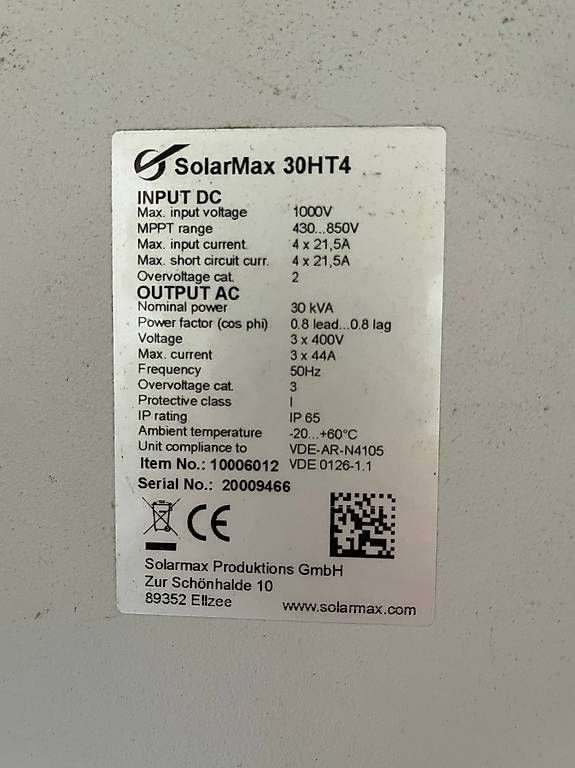 SolarMax 30HT4
INPUT DC
Max. input voltage 1000V
MPPT range 430...850V
Max. input current 4 x 21,5A
Max. short circuit curr. 4 x 21,5A
Overvoltage cat. 2
OUTPUT AC
Nominal power 30 kVA
Power factor (cos phi) 0.8 lead...0.8 lag
Voltage 3 x 400V
Max. current 3 x 44A
Frequency 50Hz
Overvoltage cat. 3
Protective class I
IP rating IP 65
Ambient temperature -20...+60°C
Unit compliance to VDE-AR-N4105
Item No.: 10006012 VDE 0126-1.1
Serial No.: 20009466
CE
Solarmax Produktions GmbH
Zur Schönhalde 10
89352 Ellzee www.solarmax.com